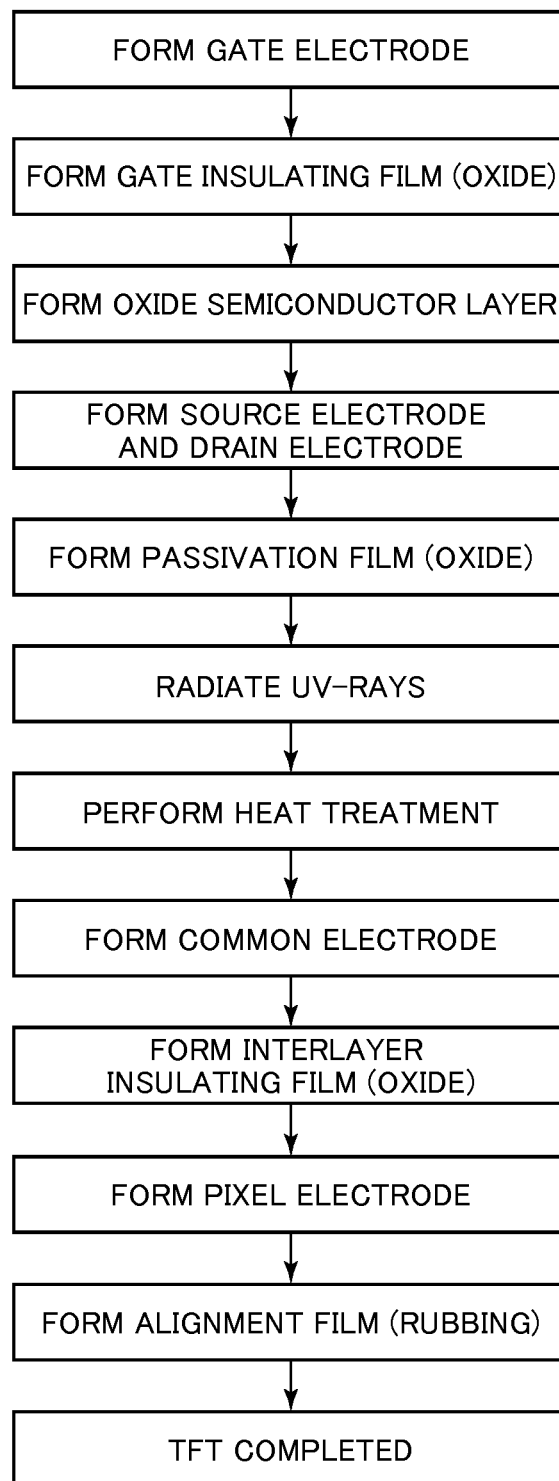 FORM GATE ELECTRODE
FORM GATE INSULATING FILM (OXIDE)
FORM OXIDE SEMICONDUCTOR LAYER
FORM SOURCE ELECTRODE
AND DRAIN ELECTRODE
FORM PASSIVATION FILM (OXIDE)
RADIATE UV-RAYS
PERFORM HEAT TREATMENT
FORM COMMON ELECTRODE
FORM INTERLAYER
INSULATING FILM (OXIDE)
FORM PIXEL ELECTRODE
FORM ALIGNMENT FILM (RUBBING)
TFT COMPLETED